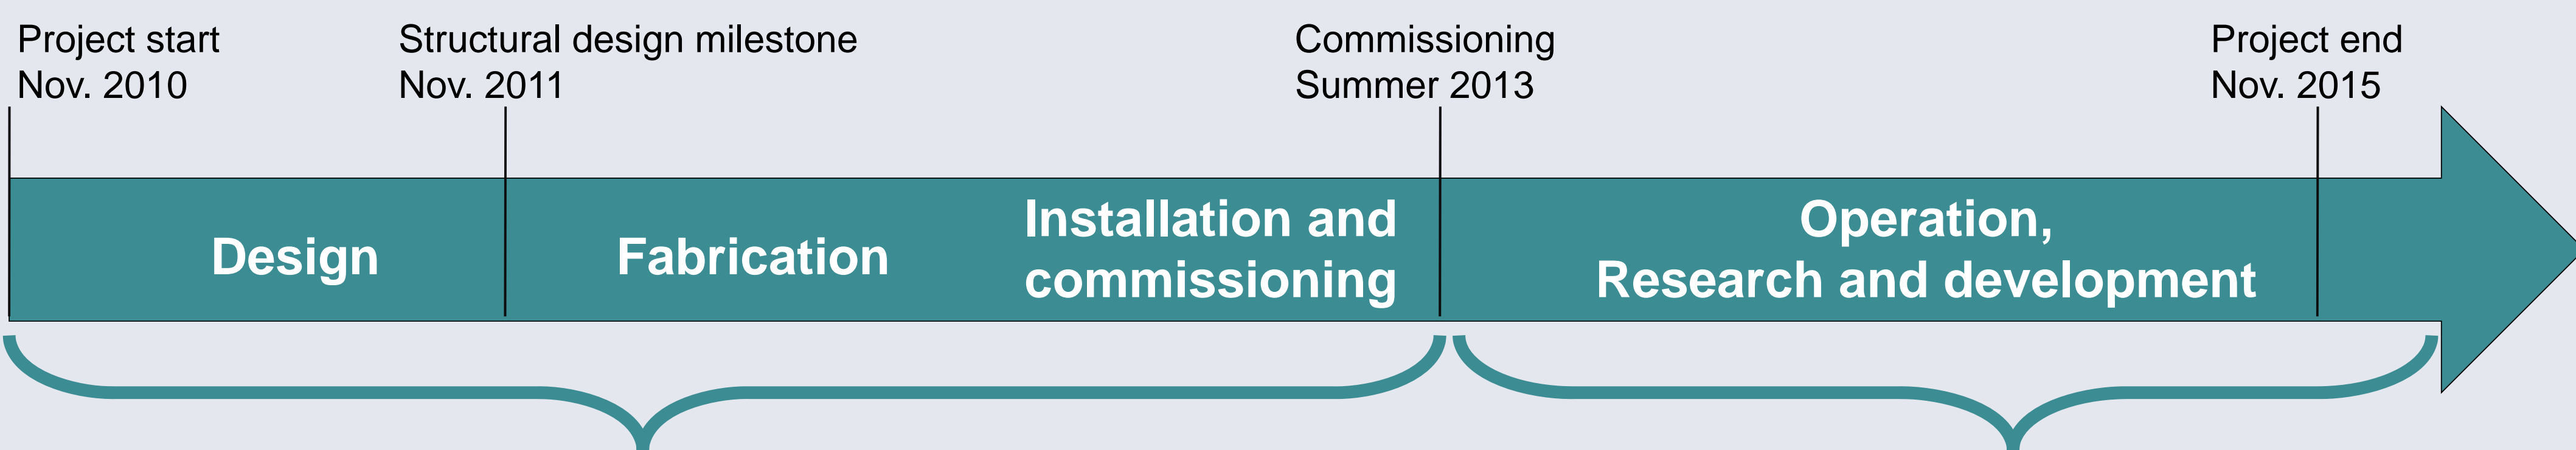 Project start
Nov. 2010
Structural design milestone
Nov. 2011
Commissioning
Summer 2013
Project end
Nov. 2015
Design
Fabrication
Installation and
commissioning
Operation,
Research and development